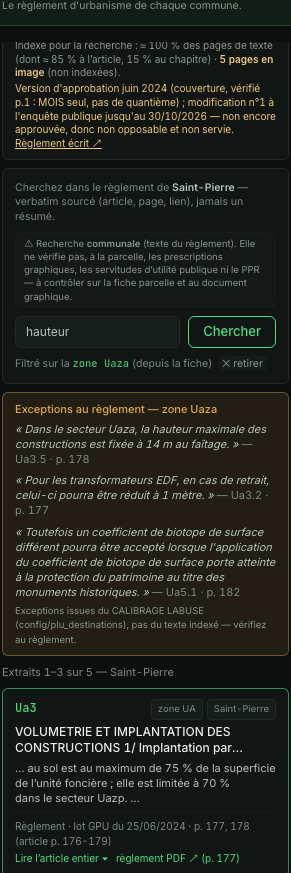 Le règlement d'urbanisme de chaque commune.
Indexé pour la recherche : ≈ 100 % des pages de texte
(dont ≈ 85 % à l'article, 15 % au chapitre) · 5 pages en
image (non indexées).
Version d'approbation juin 2024 (couverture, vérifié
p.1 : MOIS seul, pas de quantième) ; modification n°1 à
l'enquête publique jusqu'au 30/10/2026 — non encore
approuvée, donc non opposable et non servie.
Règlement écrit ↗
Cherchez dans le règlement de Saint-Pierre —
verbatim sourcé (article, page, lien), jamais un
résumé.
⚠ Recherche communale (texte du règlement). Elle
ne vérifie pas, à la parcelle, les prescriptions
graphiques, les servitudes d'utilité publique ni le PPR
— à contrôler sur la fiche parcelle et au document
graphique.
hauteur
Chercher
Filtré sur la zone Uaza (depuis la fiche) ✕ retirer
Exceptions au règlement — zone Uaza
« Dans le secteur Uaza, la hauteur maximale des
constructions est fixée à 14 m au faîtage. » —
Ua3.5 · p. 178
« Pour les transformateurs EDF, en cas de retrait,
celui-ci pourra être réduit à 1 mètre. » — Ua3.2 ·
p. 177
« Toutefois un coefficient de biotope de surface
différent pourra être accepté lorsque l'application
du coefficient de biotope de surface porte atteinte
à la protection du patrimoine au titre des
monuments historiques. » — Ua5.1 · p. 182
Exceptions issues du CALIBRAGE LABUSE
(config/plu_destinations), pas du texte indexé — vérifiez
au règlement.
Extraits 1–3 sur 5 — Saint-Pierre
Ua3 zone UA Saint-Pierre
VOLUMETRIE ET IMPLANTATION DES
CONSTRUCTIONS 1/ Implantation par...
… au sol est au maximum de 75 % de la superficie
de l'unité foncière ; elle est limitée à 70 %
dans le secteur Uazp. …
Règlement · lot GPU du 25/06/2024 · p. 177, 178
(article p. 176–179)
Lire l'article entier ▾ règlement PDF ↗ (p. 177)